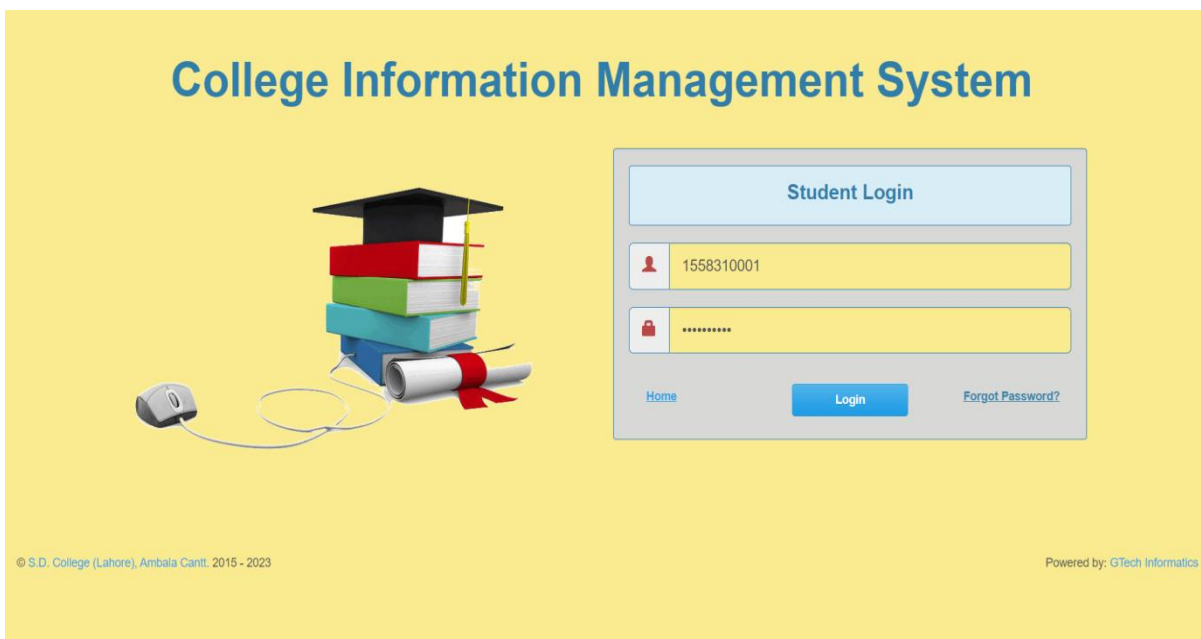 College Information Management System
Student Login
1558310001
••••••••••
Home
Login
Forgot Password?
© S.D. College (Lahore), Ambala Cantt. 2015 - 2023
Powered by: GTech Informatics